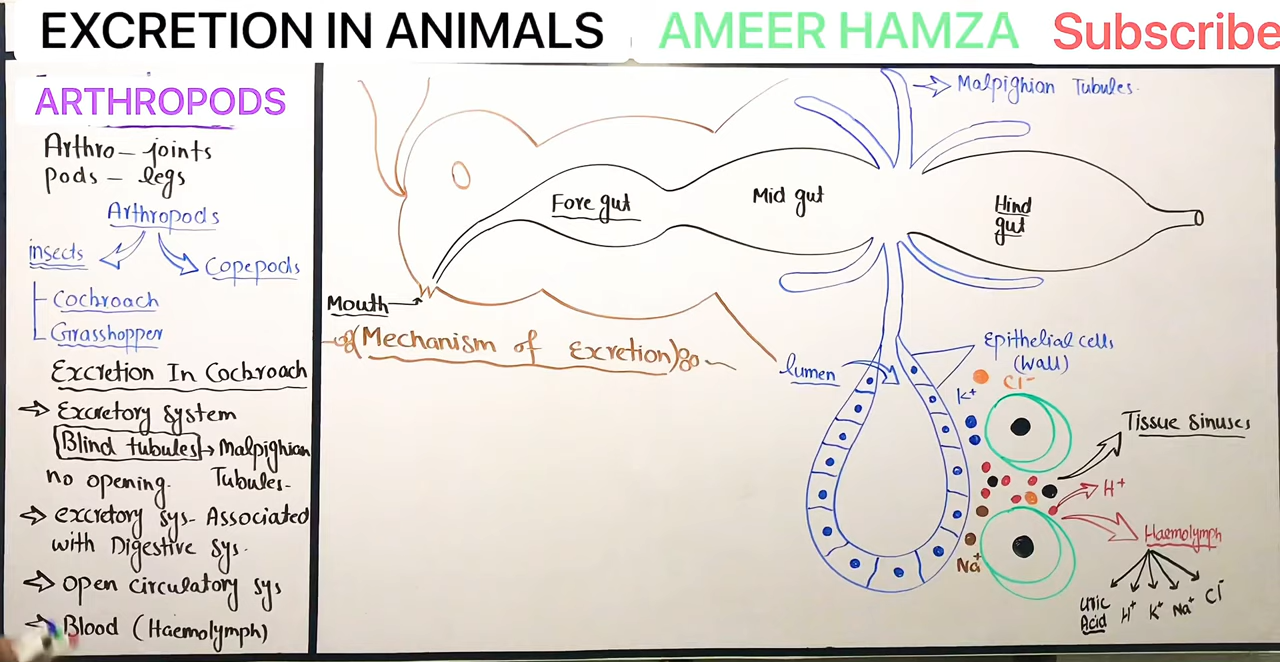 EXCRETION IN ANIMALS AMEER HAMZA Subscribe
ARTHROPODS
Arthro - joints
pods - legs
Arthropods
insects
Copepods
Cockroach
Grasshopper
Excretion In Cockroach
Excretory system
Blind tubules → Malpighian
no opening. Tubules-
excretory sys- Associated
with Digestive sys.
open circulatory sys
Blood (Haemolymph)
Malpighian Tubules.
Fore gut
Mid gut
Hind
gut
Mouth
(Mechanism of Excretion)
lumen
Epithelial cells
(wall)
K+
Cl-
Tissue Sinuses
H+
Haemolymph
Na+
Uric
Acid
H+ K+ Na+ Cl-